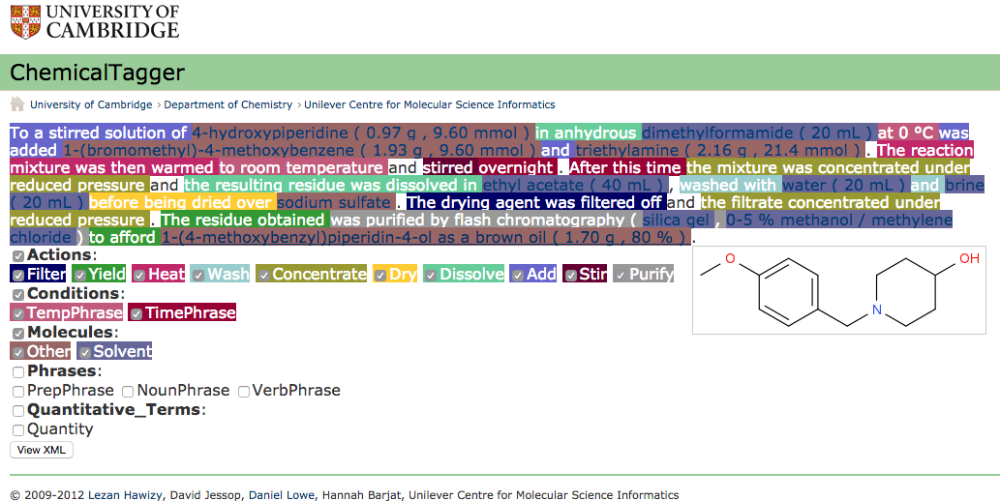 UNIVERSITY OF
CAMBRIDGE
ChemicalTagger
University of Cambridge > Department of Chemistry > Unilever Centre for Molecular Science Informatics
To a stirred solution of 4-hydroxypiperidine ( 0.97 g , 9.60 mmol ) in anhydrous dimethylformamide ( 20 mL ) at 0 °C was
added 1-(bromomethyl)-4-methoxybenzene ( 1.93 g , 9.60 mmol ) and triethylamine ( 2.16 g , 21.4 mmol ) . The reaction
mixture was then warmed to room temperature and stirred overnight . After this time the mixture was concentrated under
reduced pressure and the resulting residue was dissolved in ethyl acetate ( 40 mL ) , washed with water ( 20 mL ) and brine
( 20 mL ) before being dried over sodium sulfate . The drying agent was filtered off and the filtrate concentrated under
reduced pressure . The residue obtained was purified by flash chromatography ( silica gel , 0-5 % methanol / methylene
chloride ) to afford 1-(4-methoxybenzyl)piperidin-4-ol as a brown oil ( 1.70 g , 80 % ) .
Actions:
Filter Yield Heat Wash Concentrate Dry Dissolve Add Stir Purify
Conditions:
TempPhrase TimePhrase
Molecules:
Other Solvent
Phrases:
PrepPhrase NounPhrase VerbPhrase
Quantitative_Terms:
Quantity
View XML
O
OH
N
© 2009-2012 Lezan Hawizy, David Jessop, Daniel Lowe, Hannah Barjat, Unilever Centre for Molecular Science Informatics